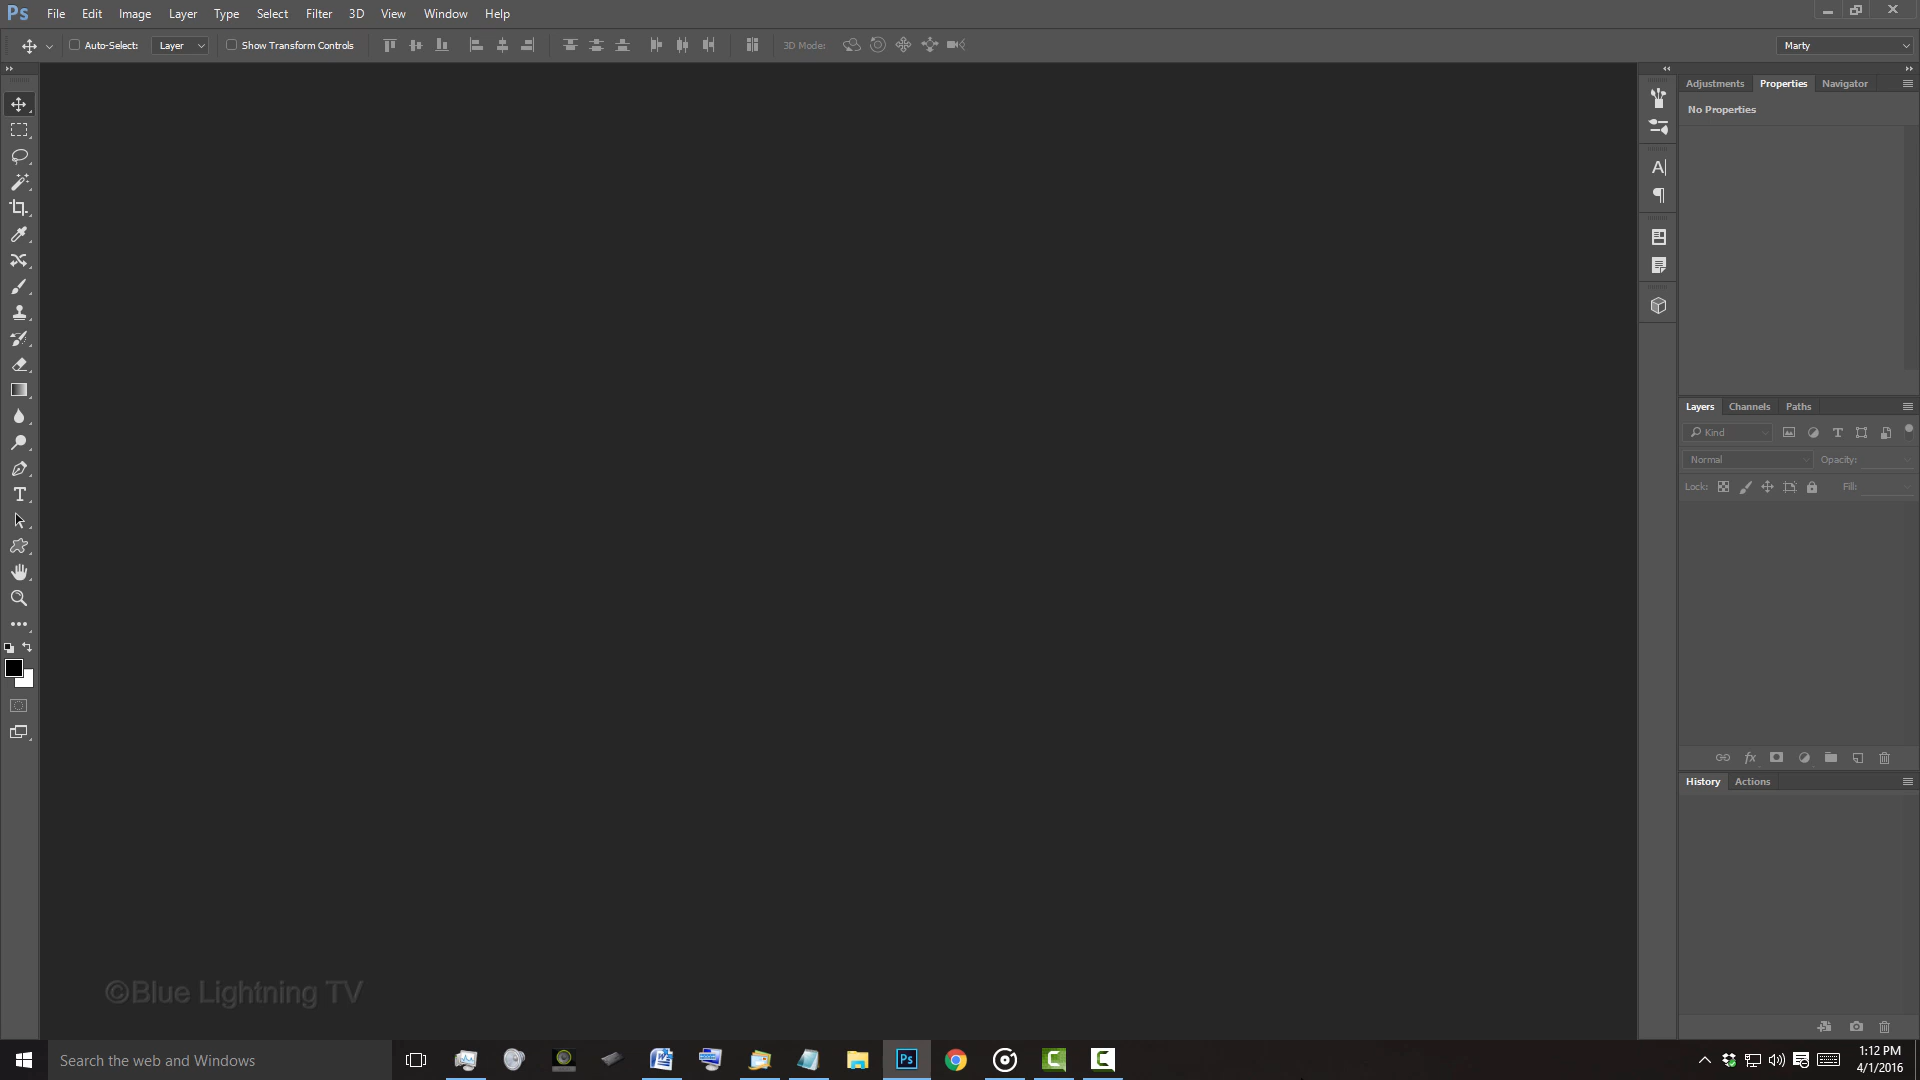 Ps File Edit Image Layer Type Select Filter 3D View Window Help
Auto-Select: Layer Show Transform Controls 3D Mode: Marty
Adjustments Properties Navigator
No Properties
Layers Channels Paths
Kind
Normal Opacity:
Lock: Fill:
fx
History Actions
©Blue Lightning TV
Search the web and Windows
Ps
1:12 PM
4/1/2016